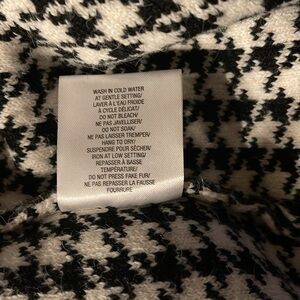 WASH IN COLD WATER
AT GENTLE SETTING/
LAVER À L'EAU FROIDE
À CYCLE DÉLICAT/
DO NOT BLEACH/
NE PAS JAVELLISER/
DO NOT SOAK/
NE PAS LAISSER TREMPER/
HANG TO DRY/
SUSPENDRE POUR SÉCHER/
IRON AT LOW SETTING/
REPASSER À BASSE
TEMPÉRATURE/
DO NOT PRESS FAKE FUR/
NE PAS REPASSER LA FAUSSE
FOURRURE